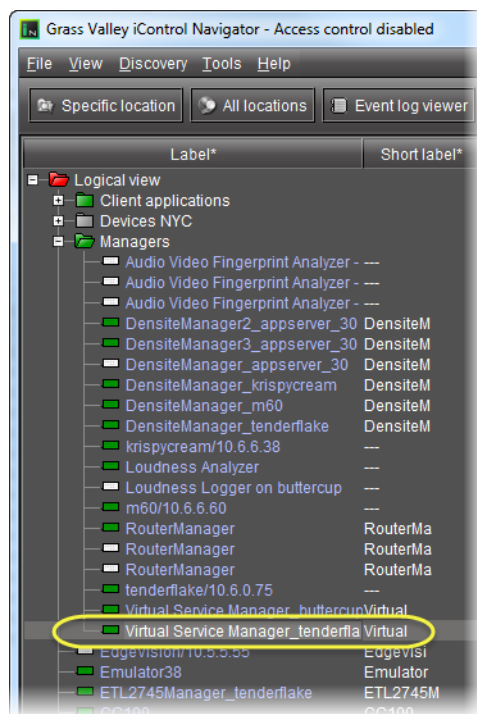 Grass Valley iControl Navigator - Access control disabled
File View Discovery Tools Help
Specific location All locations Event log viewer
Label* Short label*
Logical view
Client applications
Devices NYC
Managers
Audio Video Fingerprint Analyzer - ---
Audio Video Fingerprint Analyzer - ---
Audio Video Fingerprint Analyzer - ---
DensiteManager2_appserver_30 DensiteM
DensiteManager3_appserver_30 DensiteM
DensiteManager_appserver_30 DensiteM
DensiteManager_krispycream DensiteM
DensiteManager_m60 DensiteM
DensiteManager_tenderflake DensiteM
krispycream/10.6.6.38 ---
Loudness Analyzer ---
Loudness Logger on buttercup ---
m60/10.6.6.60 ---
RouterManager RouterMa
RouterManager RouterMa
RouterManager RouterMa
tenderflake/10.6.0.75 ---
Virtual Service Manager_buttercup Virtual
Virtual Service Manager_tenderfla Virtual
EdgeVision/10.5.5.55 EdgeVisi
Emulator38 Emulator
ETL2745Manager_tenderflake ETL2745M